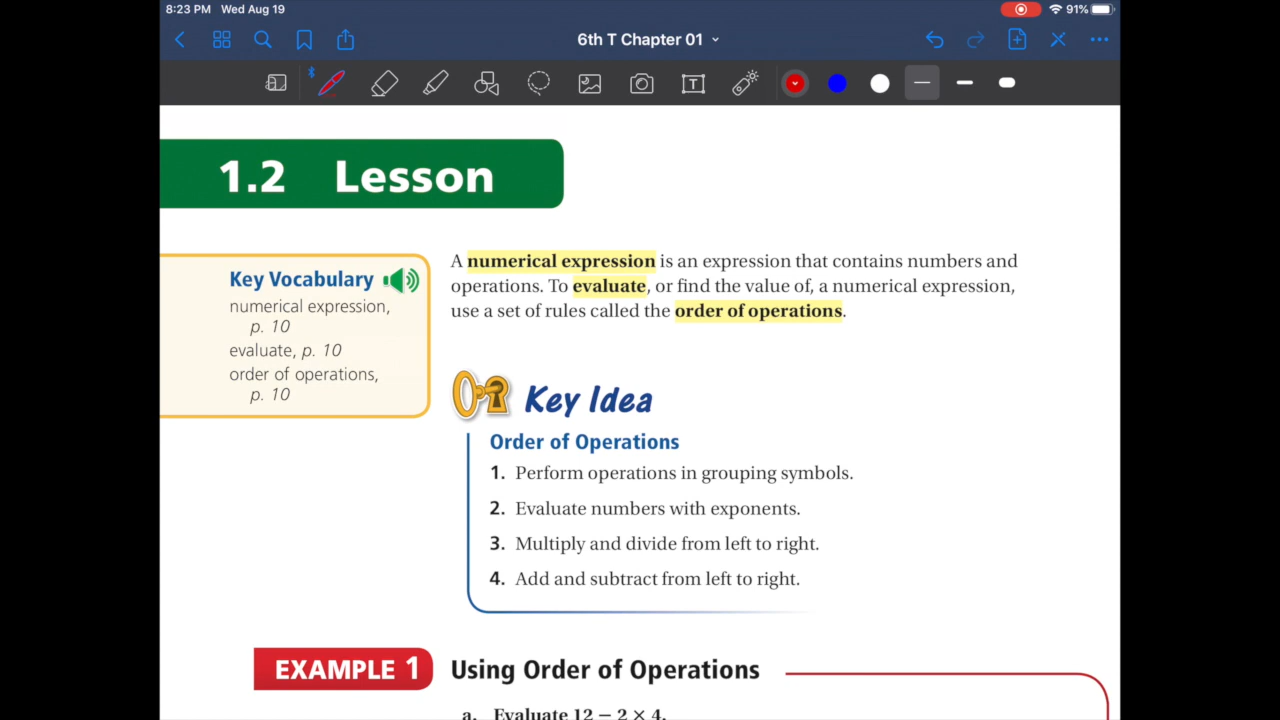 8:23 PM Wed Aug 19
91%
6th T Chapter 01
T
1.2 Lesson
Key Vocabulary
numerical expression,
p. 10
evaluate, p. 10
order of operations,
p. 10
A numerical expression is an expression that contains numbers and
operations. To evaluate, or find the value of, a numerical expression,
use a set of rules called the order of operations.
Key Idea
Order of Operations
1. Perform operations in grouping symbols.
2. Evaluate numbers with exponents.
3. Multiply and divide from left to right.
4. Add and subtract from left to right.
EXAMPLE 1 Using Order of Operations
a. Evaluate 12 − 2 × 4.